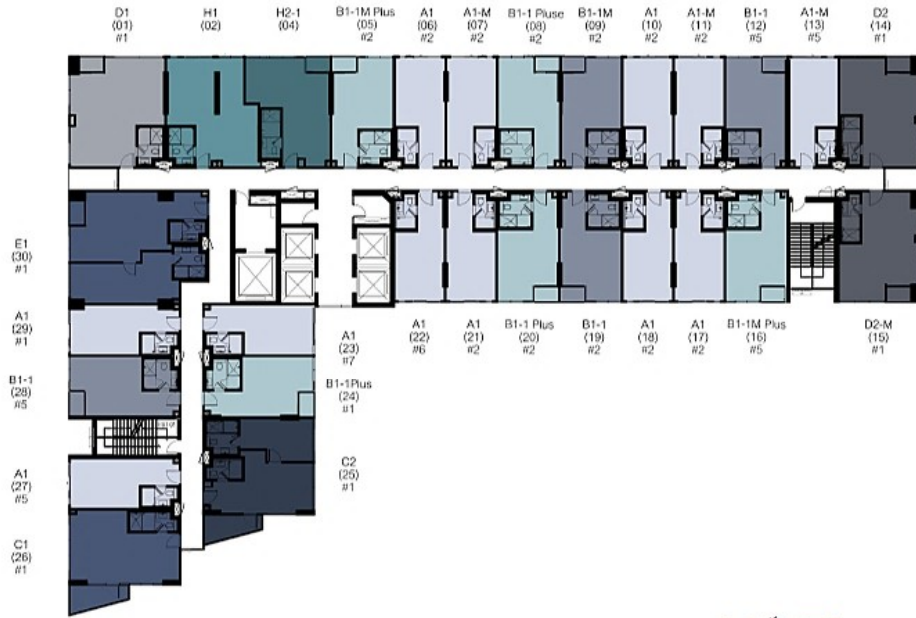 D1
(01)
#1
H1
(02)
H2-1
(04)
B1-1M Plus
(05)
#2
A1
(06)
#2
A1-M
(07)
#2
B1-1 Pluse
(08)
#2
B1-1M
(09)
#2
A1
(10)
#2
A1-M
(11)
#2
B1-1
(12)
#5
A1-M
(13)
#5
D2
(14)
#1
E1
(30)
#1
A1
(29)
#1
B1-1
(28)
#5
A1
(27)
#5
C1
(26)
#1
A1
(23)
#7
B1-1Plus
(24)
#1
C2
(25)
#1
A1
(22)
#6
A1
(21)
#2
B1-1 Plus
(20)
#2
B1-1
(19)
#2
A1
(18)
#2
A1
(17)
#2
B1-1M Plus
(16)
#5
D2-M
(15)
#1